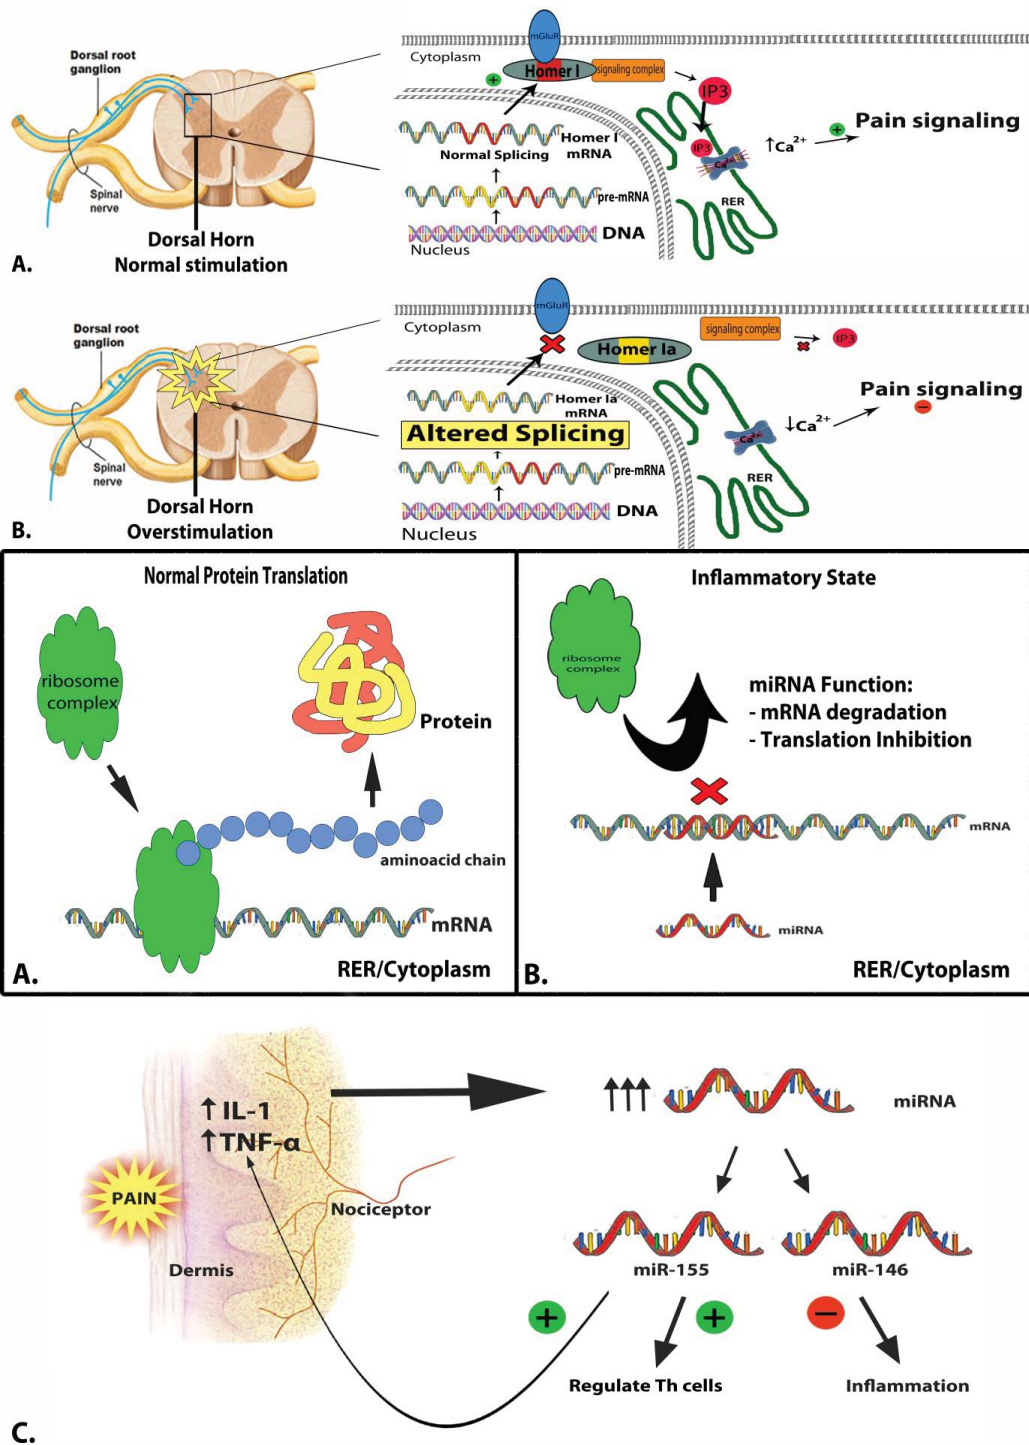 Dorsal root
ganglion
Spinal
nerve
Dorsal Horn
Normal stimulation
A.
Cytoplasm
mGluR
Homer I
signaling complex
+
IP3
IP3
Homer I
mRNA
Normal Splicing
pre-mRNA
DNA
Nucleus
Ca²⁺
RER
↑Ca²⁺
+
Pain signaling
Dorsal root
ganglion
Spinal
nerve
Dorsal Horn
Overstimulation
B.
Cytoplasm
mGluR
Homer Ia
signaling complex
IP3
Homer Ia
mRNA
Altered Splicing
pre-mRNA
DNA
Nucleus
Ca²⁺
RER
↓Ca²⁺
Pain signaling
−
Normal Protein Translation
ribosome
complex
Protein
aminoacid chain
mRNA
RER/Cytoplasm
A.
Inflammatory State
ribosome
complex
miRNA Function:
- mRNA degradation
- Translation Inhibition
mRNA
miRNA
RER/Cytoplasm
B.
↑IL-1
↑TNF-α
PAIN
Nociceptor
Dermis
↑↑↑
miRNA
miR-155
miR-146
+
+
−
Regulate Th cells
Inflammation
C.